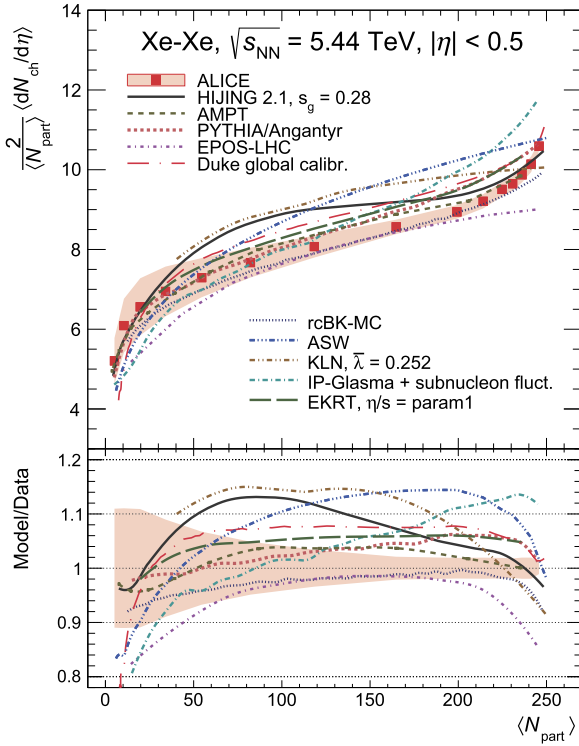 Xe-Xe, √s_NN = 5.44 TeV, |η| < 0.5
ALICE
HIJING 2.1, s_g = 0.28
AMPT
PYTHIA/Angantyr
EPOS-LHC
Duke global calibr.
2/⟨N_part⟩ ⟨dN_ch/dη⟩
14
12
10
8
6
4
rcBK-MC
ASW
KLN, λ̄ = 0.252
IP-Glasma + subnucleon fluct.
EKRT, η/s = param1
Model/Data
1.2
1.1
1
0.9
0.8
0 50 100 150 200 250
⟨N_part⟩